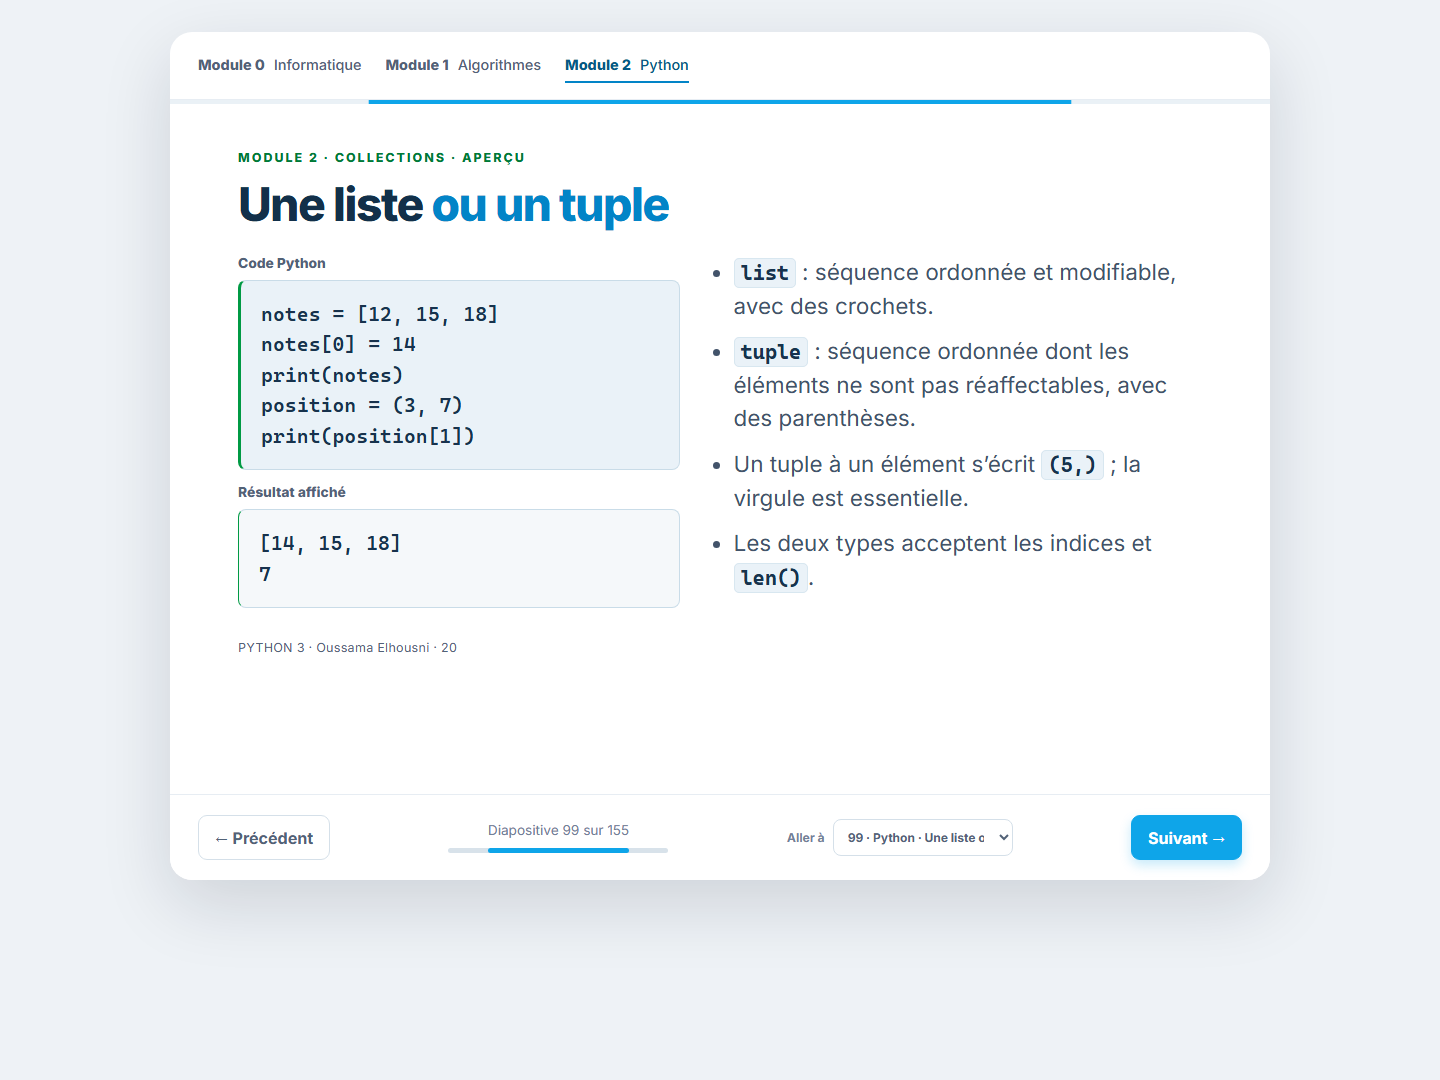 Module 0 Informatique Module 1 Algorithmes Module 2 Python
MODULE 2 · COLLECTIONS · APERÇU
Une liste ou un tuple
Code Python
notes = [12, 15, 18]
notes[0] = 14
print(notes)
position = (3, 7)
print(position[1])
Résultat affiché
[14, 15, 18]
7
list : séquence ordonnée et modifiable,
avec des crochets.
tuple : séquence ordonnée dont les
éléments ne sont pas réaffectables, avec
des parenthèses.
Un tuple à un élément s’écrit (5,) ; la
virgule est essentielle.
Les deux types acceptent les indices et
len().
PYTHON 3 · Oussama Elhousni · 20
← Précédent
Diapositive 99 sur 155
Aller à 99 · Python · Une liste o
Suivant →